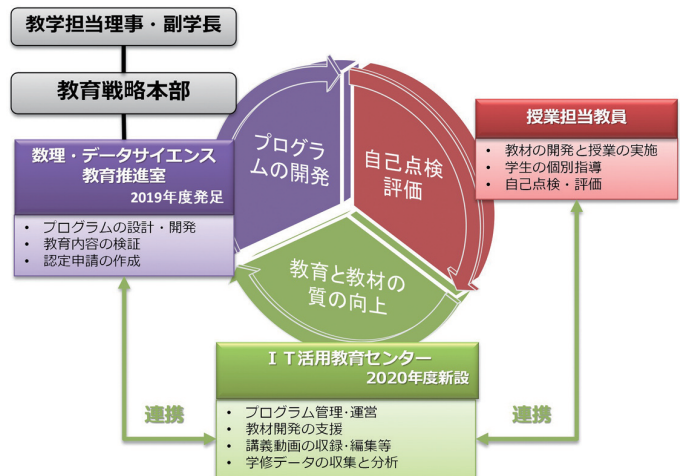 教学担当理事・副学長
教育戦略本部
数理・データサイエンス
教育推進室
2019年度発足
• プログラムの設計・開発
• 教育内容の検証
• 認定申請の作成
プログラ
ムの開発
自己点検
評価
教育と教材の
質の向上
授業担当教員
• 教材の開発と授業の実施
• 学生の個別指導
• 自己点検・評価
ＩＴ活用教育センター
2020年度新設
• プログラム管理・運営
• 教材開発の支援
• 講義動画の収録・編集等
• 学修データの収集と分析
連携
連携